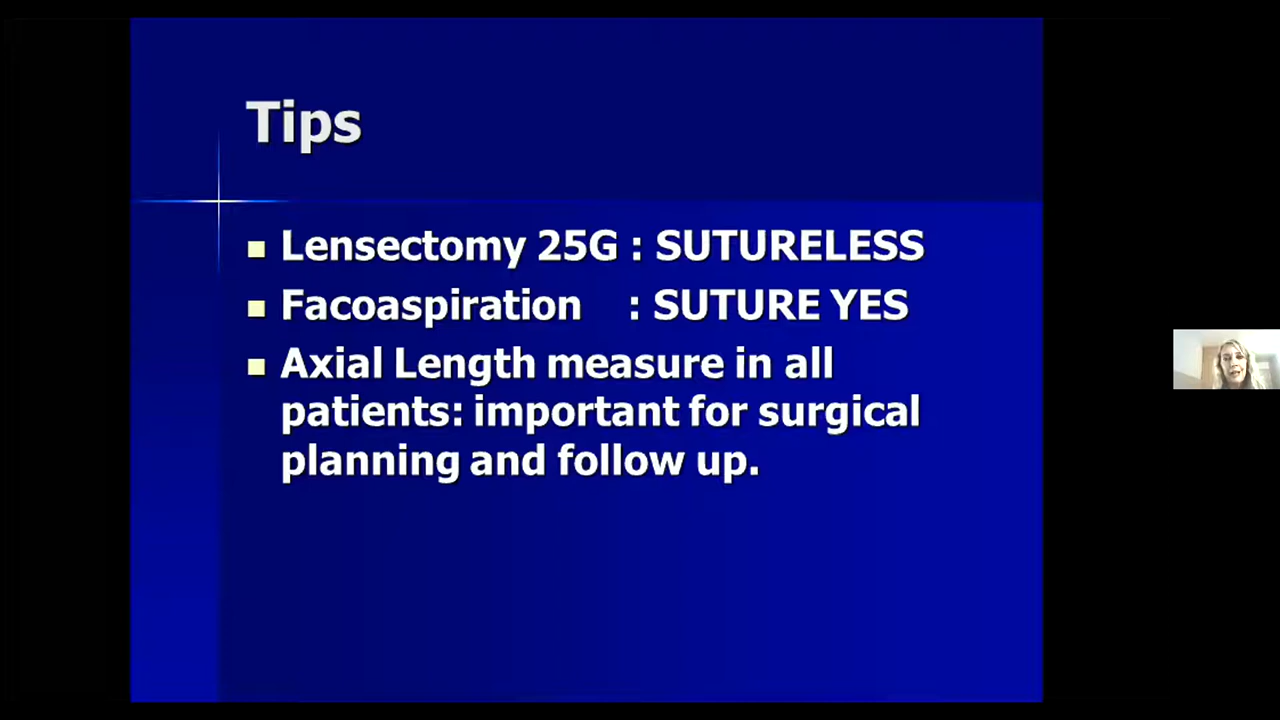 Tips
Lensectomy 25G : SUTURELESS
Facoaspiration : SUTURE YES
Axial Length measure in all
patients: important for surgical
planning and follow up.